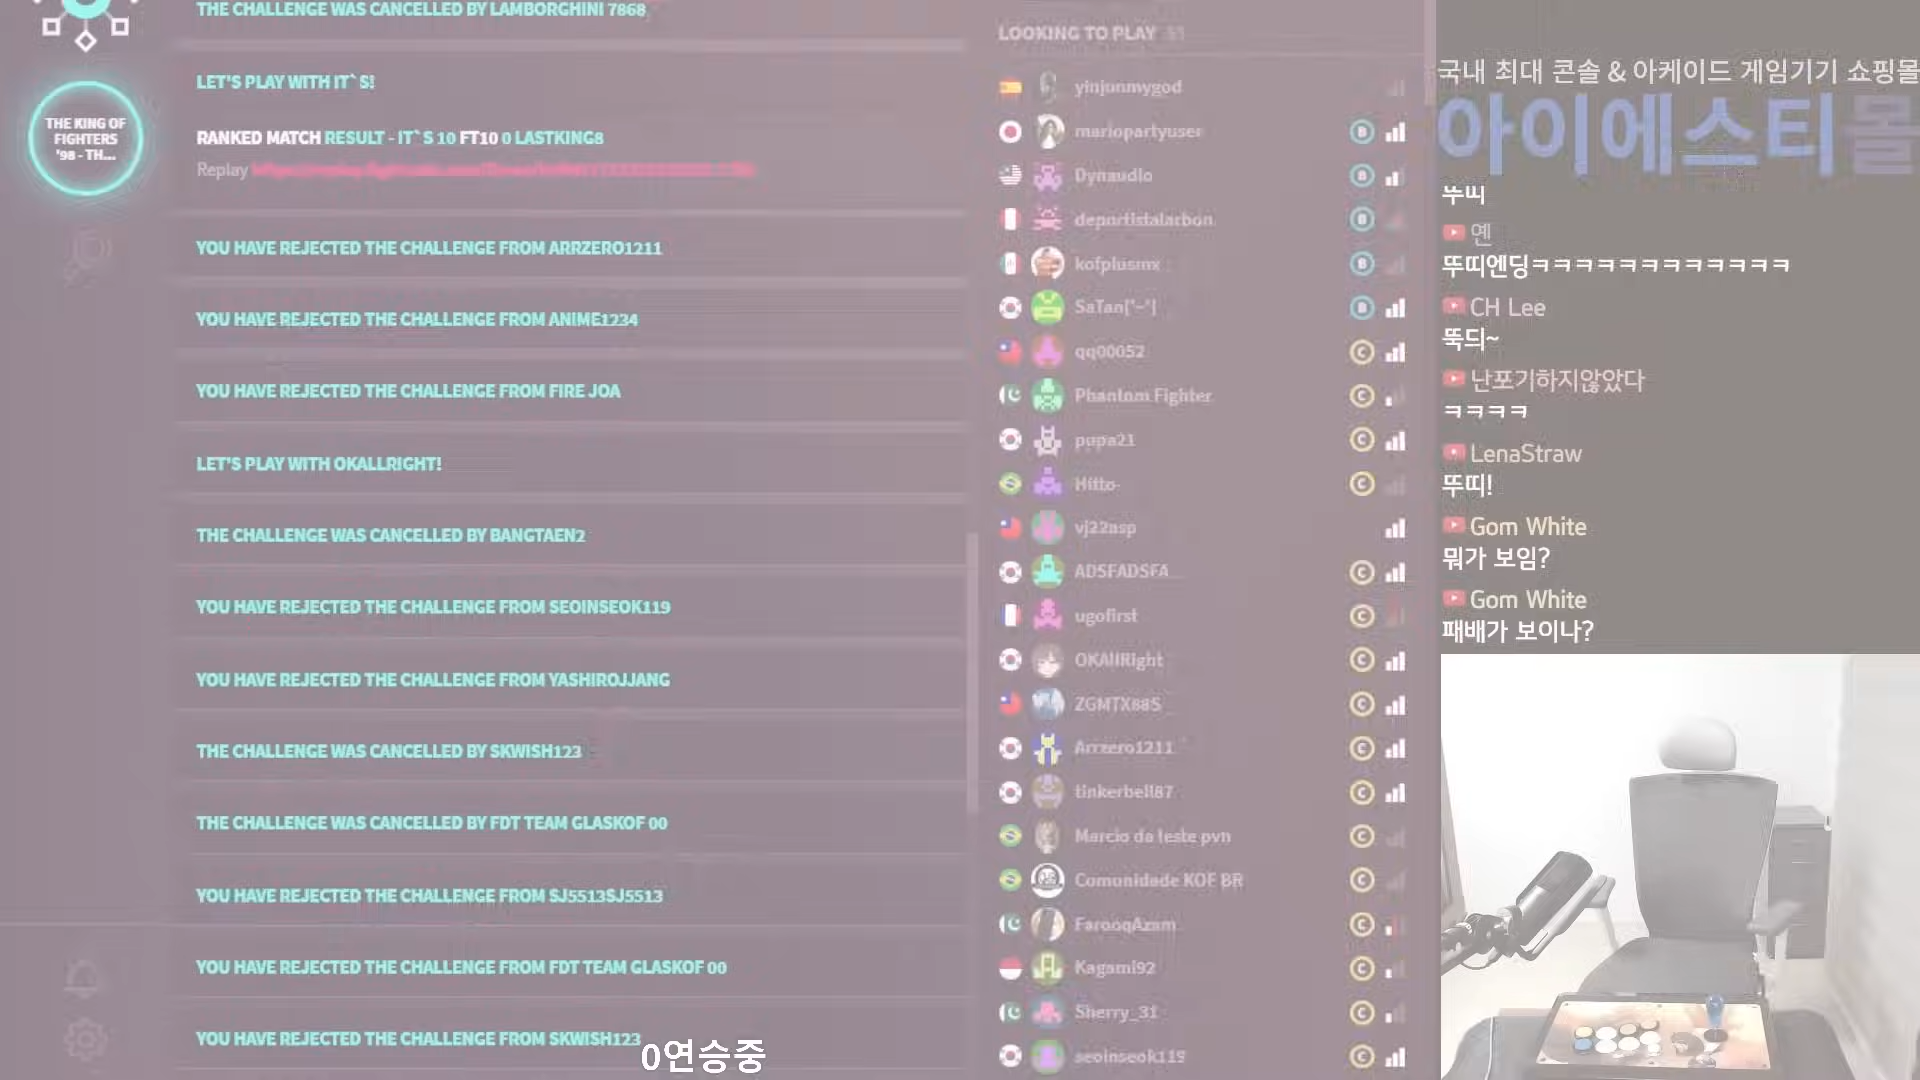 THE CHALLENGE WAS CANCELLED BY LAMBORGHINI 7868
THE KING OF
FIGHTERS
'98 - TH...
LET'S PLAY WITH IT`S!
RANKED MATCH RESULT - IT`S 10 FT10 0 LASTKING8
Replay
YOU HAVE REJECTED THE CHALLENGE FROM ARRZERO1211
YOU HAVE REJECTED THE CHALLENGE FROM ANIME1234
YOU HAVE REJECTED THE CHALLENGE FROM FIRE JOA
LET'S PLAY WITH OKALLRIGHT!
THE CHALLENGE WAS CANCELLED BY BANGTAEN2
YOU HAVE REJECTED THE CHALLENGE FROM SEOINSEOK119
YOU HAVE REJECTED THE CHALLENGE FROM YASHIROJJANG
THE CHALLENGE WAS CANCELLED BY SKWISH123
THE CHALLENGE WAS CANCELLED BY FDT TEAM GLASKOF 00
YOU HAVE REJECTED THE CHALLENGE FROM SJ5513SJ5513
YOU HAVE REJECTED THE CHALLENGE FROM FDT TEAM GLASKOF 00
YOU HAVE REJECTED THE CHALLENGE FROM SKWISH123
0연승중
LOOKING TO PLAY
yinjunmygod
mariopartyuser B
Dynaudio B
deportistalarbon B
kofplusmx B
SaTan['~'] B
qq00052 C
Phantom Fighter C
pupa21 C
Hitto- C
vj22asp
ADSFADSFA C
ugofirst C
OKAllRight C
ZGMTX88S C
Arrzero1211 C
tinkerbell87 C
Marcio da leste pvn C
Comunidade KOF BR C
FarooqAzam C
Kagami92 C
Sherry_31 C
seoinseok119 C
국내 최대 콘솔 & 아케이드 게임기기 쇼핑몰
아이에스티몰
뚜띠
옌
뚜띠엔딩ㅋㅋㅋㅋㅋㅋㅋㅋㅋㅋㅋㅋ
CH Lee
뚝듸~
난포기하지않았다
ㅋㅋㅋㅋ
LenaStraw
뚜띠!
Gom White
뭐가 보임?
Gom White
패배가 보이나?